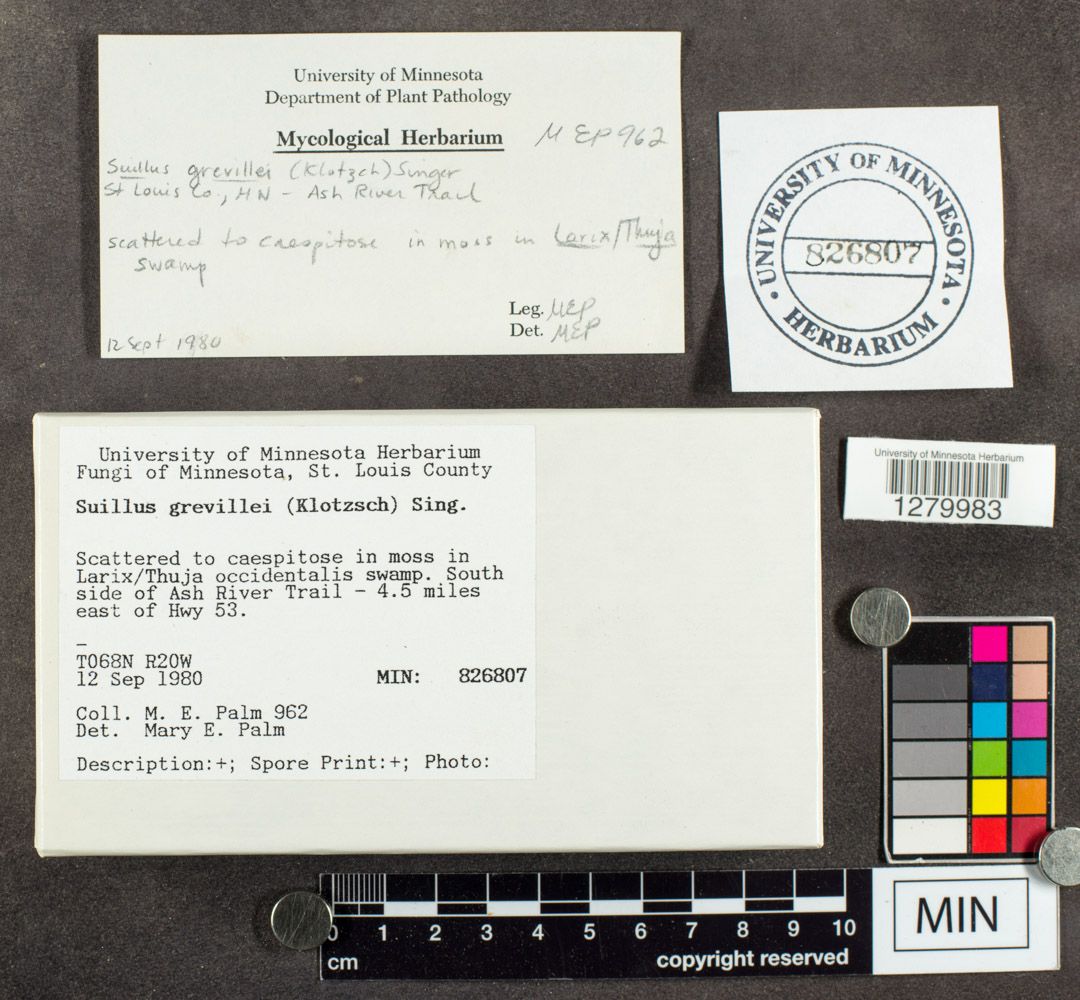 University of Minnesota
Department of Plant Pathology
Mycological Herbarium MEP 962
Suillus grevillei (Klotzch) Singer
St Louis Co., MN - Ash River Trail
scattered to caespitose in moss in Larix/Thuja
swamp
Leg. MEP
Det. MEP
12 Sept 1980
UNIVERSITY OF MINNESOTA
826807
HERBARIUM
University of Minnesota Herbarium
Fungi of Minnesota, St. Louis County
Suillus grevillei (Klotzsch) Sing.
Scattered to caespitose in moss in
Larix/Thuja occidentalis swamp. South
side of Ash River Trail - 4.5 miles
east of Hwy 53.
-
T068N R20W
12 Sep 1980 MIN: 826807
Coll. M. E. Palm 962
Det. Mary E. Palm
Description:+; Spore Print:+; Photo:
University of Minnesota Herbarium
1279983
0 1 2 3 4 5 6 7 8 9 10
cm copyright reserved
MIN